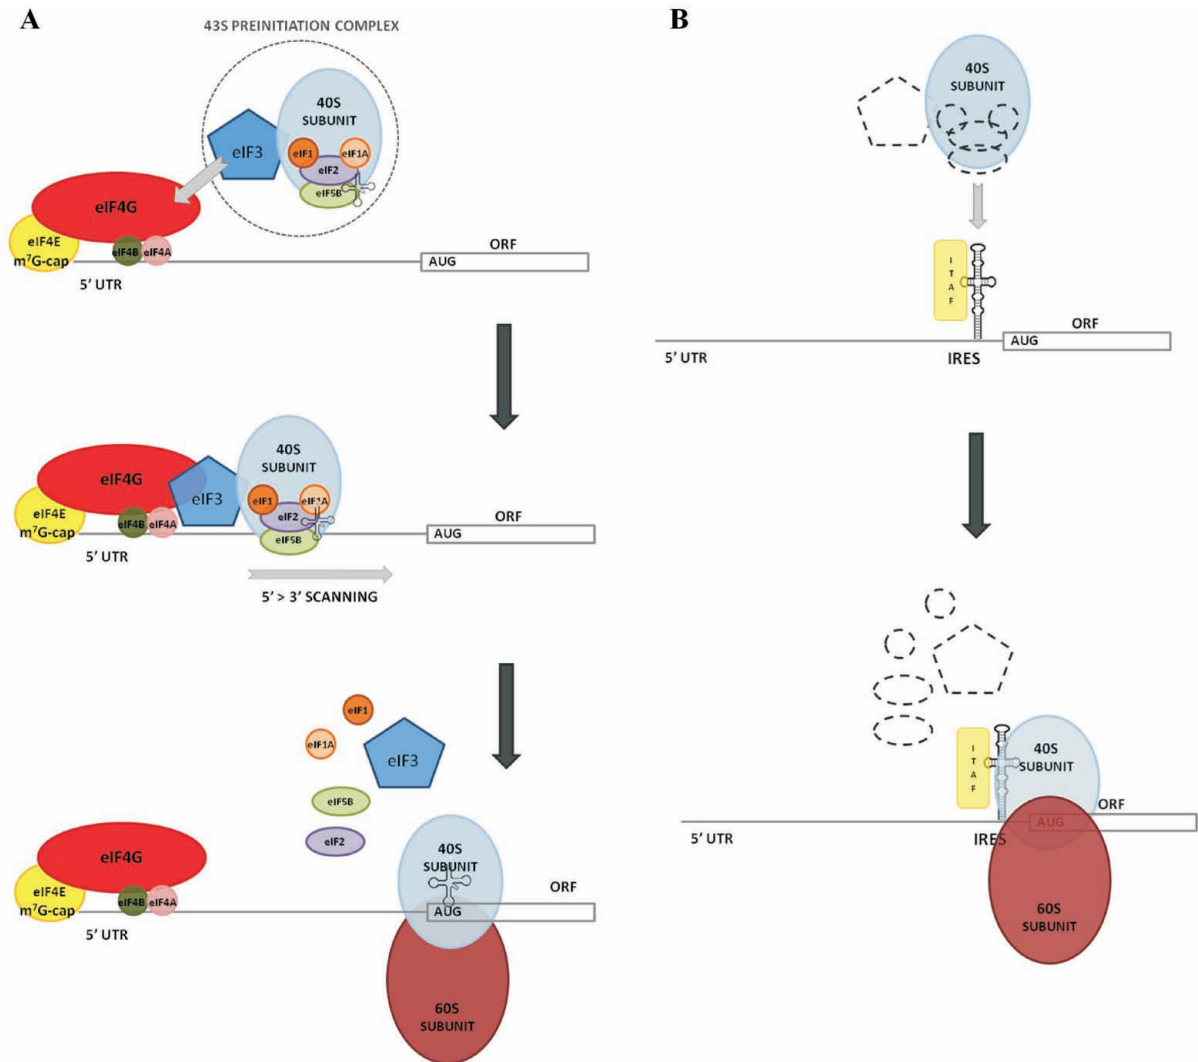 A
43S PREINITIATION COMPLEX
40S
SUBUNIT
eIF3
eIF1
eIF1A
eIF2
eIF5B
eIF4G
eIF4E
m⁷G-cap
eIF4B
eIF4A
5' UTR
ORF
AUG
40S
SUBUNIT
eIF4G
eIF3
eIF1
eIF1A
eIF2
eIF5B
eIF4E
m⁷G-cap
eIF4B
eIF4A
5' UTR
ORF
AUG
5' > 3' SCANNING
eIF1
eIF1A
eIF3
eIF5B
eIF2
eIF4G
eIF4E
m⁷G-cap
eIF4B
eIF4A
5' UTR
40S
SUBUNIT
ORF
AUG
60S
SUBUNIT
B
40S
SUBUNIT
I
T
A
F
ORF
AUG
5' UTR
IRES
I
T
A
F
40S
SUBUNIT
ORF
AUG
5' UTR
IRES
60S
SUBUNIT